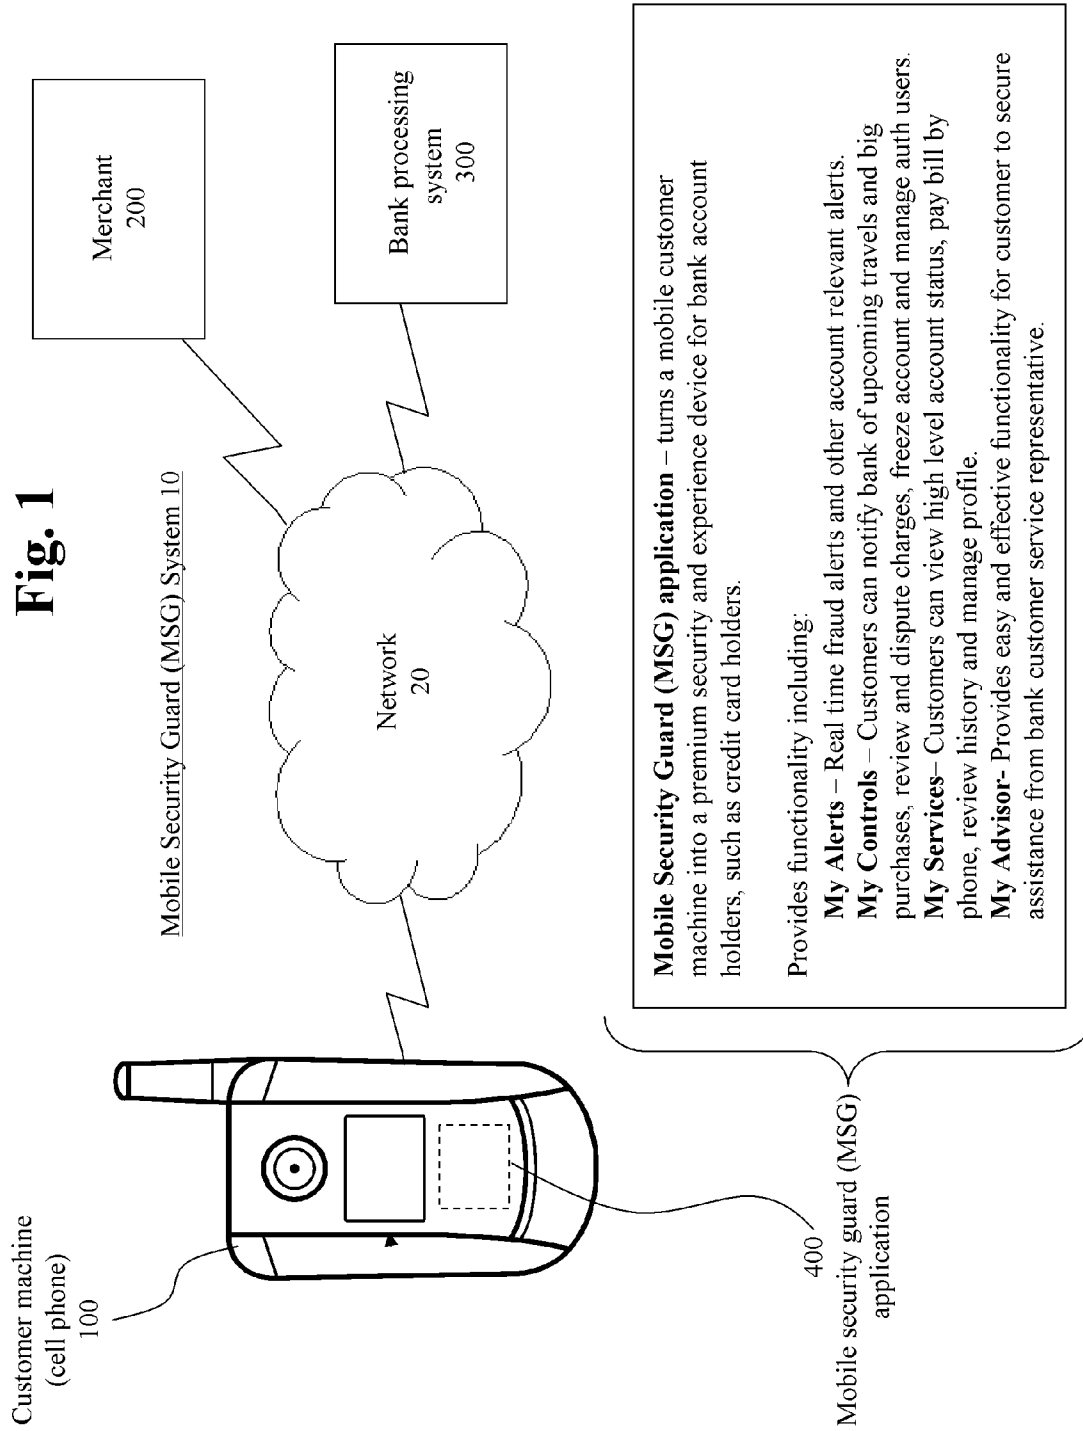 Fig. 1
Mobile Security Guard (MSG) System 10
Customer machine
(cell phone)
100
Network
20
Merchant
200
Bank processing
system
300
400
Mobile security guard (MSG)
application
Mobile Security Guard (MSG) application – turns a mobile customer
machine into a premium security and experience device for bank account
holders, such as credit card holders.
Provides functionality including:
My Alerts – Real time fraud alerts and other account relevant alerts.
My Controls – Customers can notify bank of upcoming travels and big
purchases, review and dispute charges, freeze account and manage auth users.
My Services– Customers can view high level account status, pay bill by
phone, review history and manage profile.
My Advisor- Provides easy and effective functionality for customer to secure
assistance from bank customer service representative.